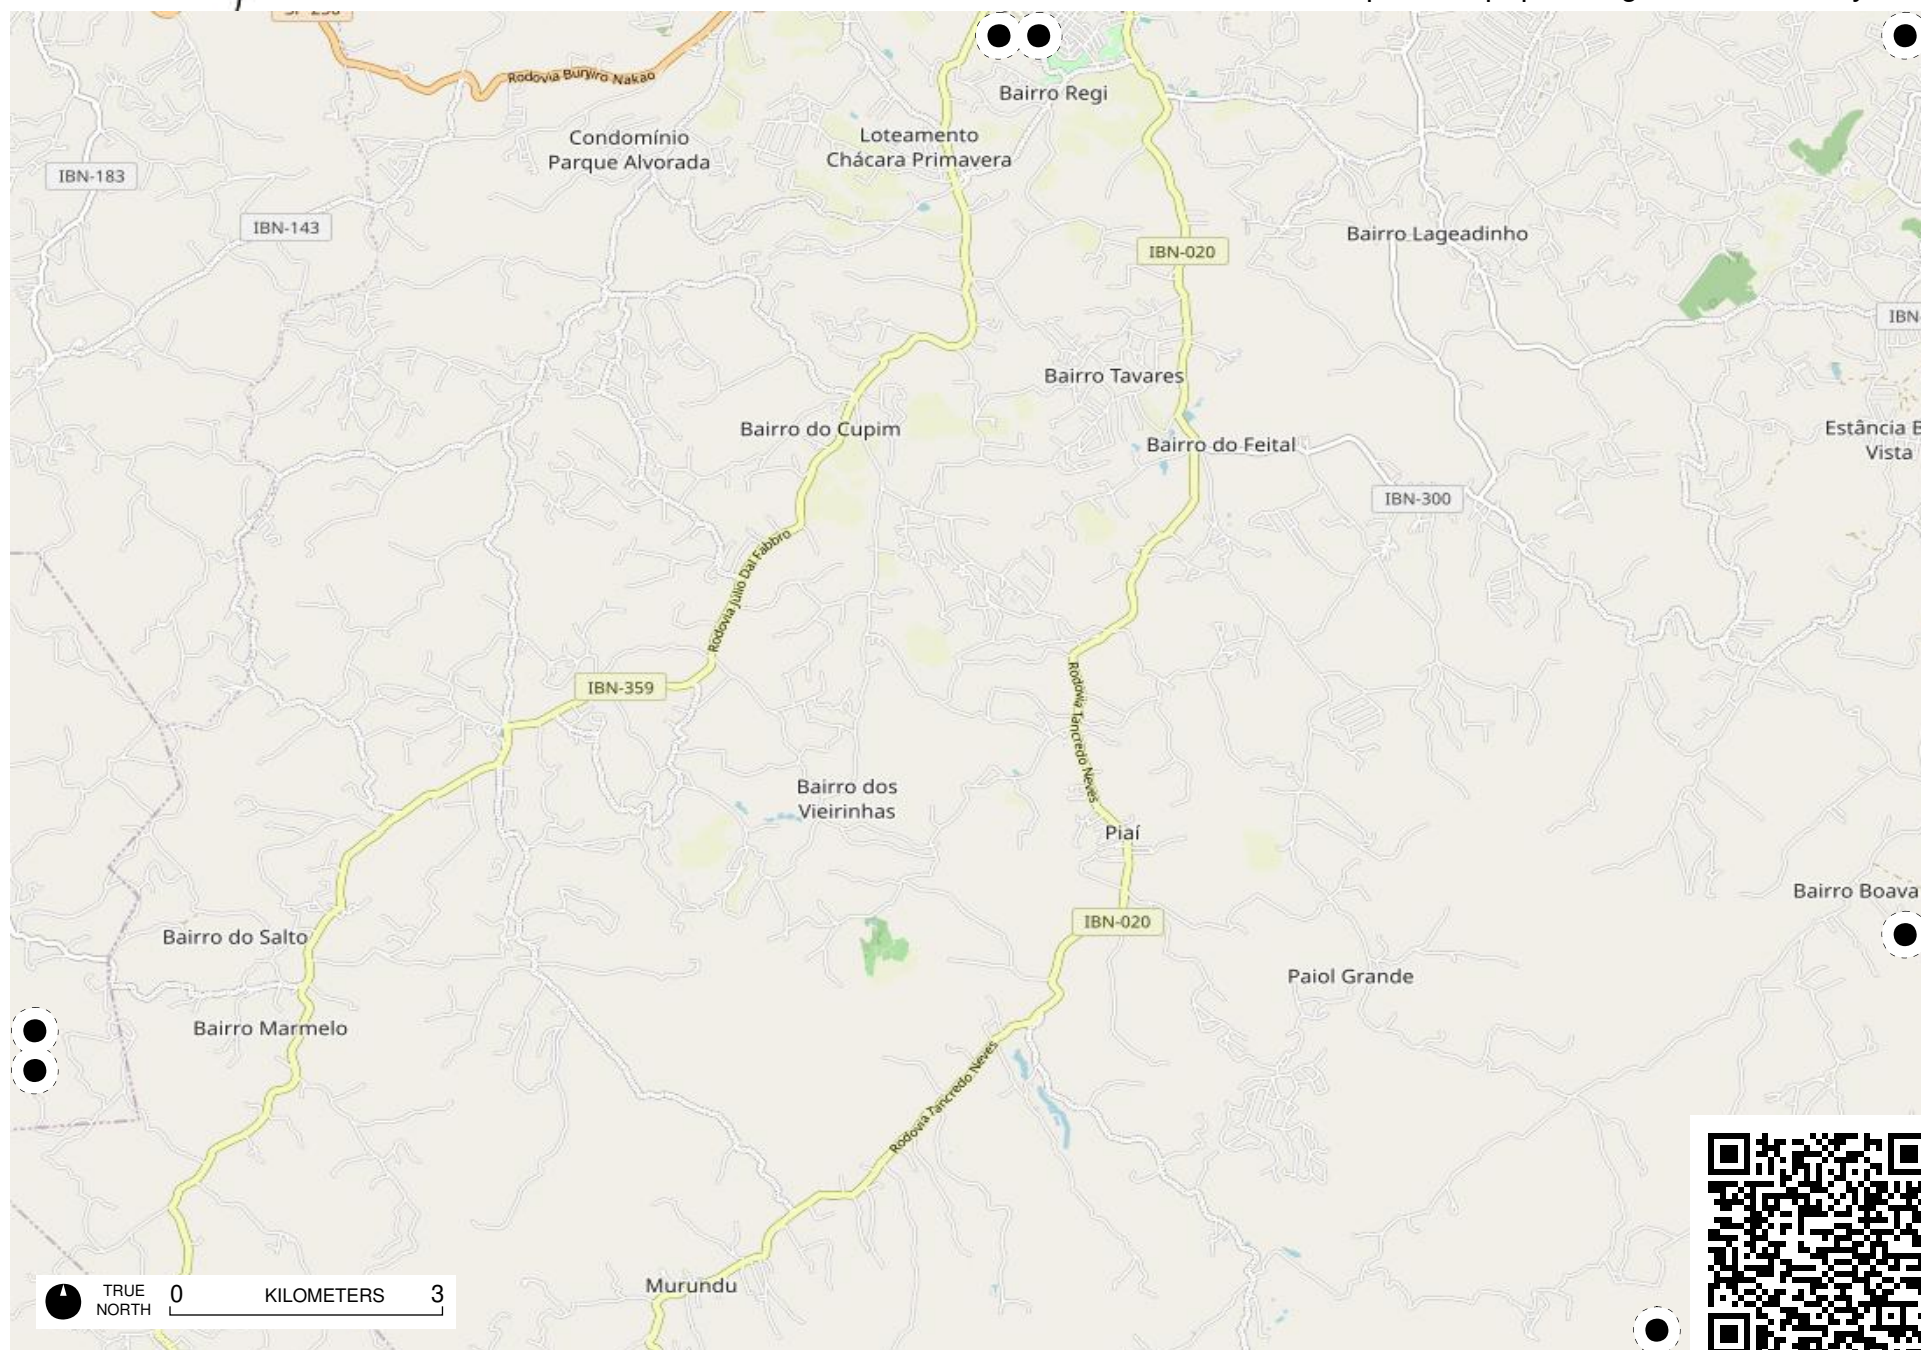 Rodovia Bunjiro Nakao
Bairro Regi
Condomínio
Parque Alvorada
Loteamento
Chácara Primavera
IBN-183
IBN-143
Bairro Lageadinho
IBN-020
IBN-
Bairro Tavares
Bairro do Cupim
Bairro do Feital
Estância B
Vista
IBN-300
Rodovia Júlio Dal Fabbro
IBN-359
Rodovia Tancredo Neves
Bairro dos
Vieirinhas
Piaí
Bairro Boava
IBN-020
Bairro do Salto
Paiol Grande
Bairro Marmelo
Rodovia Tancredo Neves
Murundu
TRUE
NORTH
0 KILOMETERS 3